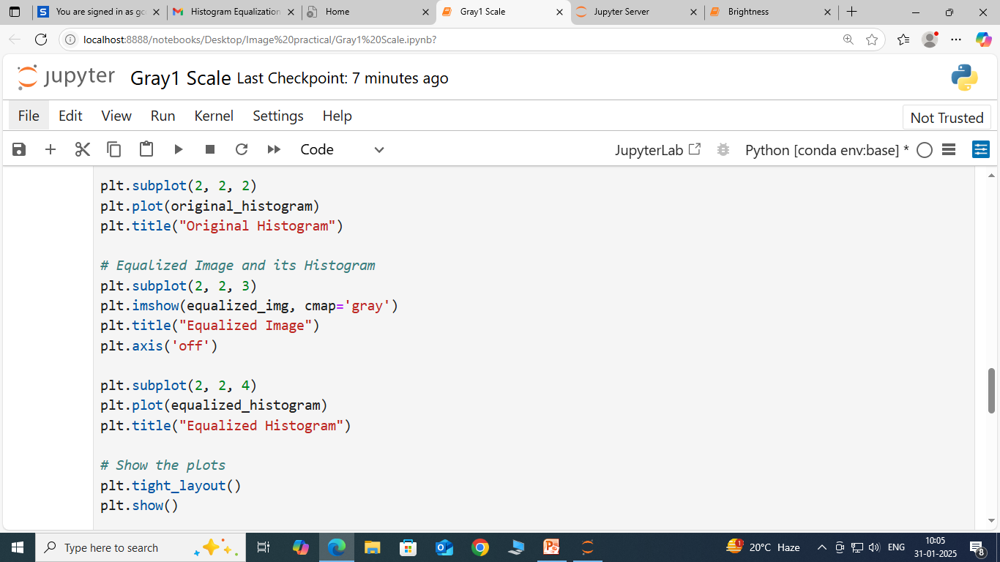 You are signed in as go
Histogram Equalization
Home
Gray1 Scale
Jupyter Server
Brightness
localhost:8888/notebooks/Desktop/Image%20practical/Gray1%20Scale.ipynb?
jupyter Gray1 Scale Last Checkpoint: 7 minutes ago
File Edit View Run Kernel Settings Help
Not Trusted
Code
JupyterLab
Python [conda env:base] *
plt.subplot(2, 2, 2)
plt.plot(original_histogram)
plt.title("Original Histogram")
# Equalized Image and its Histogram
plt.subplot(2, 2, 3)
plt.imshow(equalized_img, cmap='gray')
plt.title("Equalized Image")
plt.axis('off')
plt.subplot(2, 2, 4)
plt.plot(equalized_histogram)
plt.title("Equalized Histogram")
# Show the plots
plt.tight_layout()
plt.show()
Type here to search
1
20°C Haze
ENG
10:05
31-01-2025
8